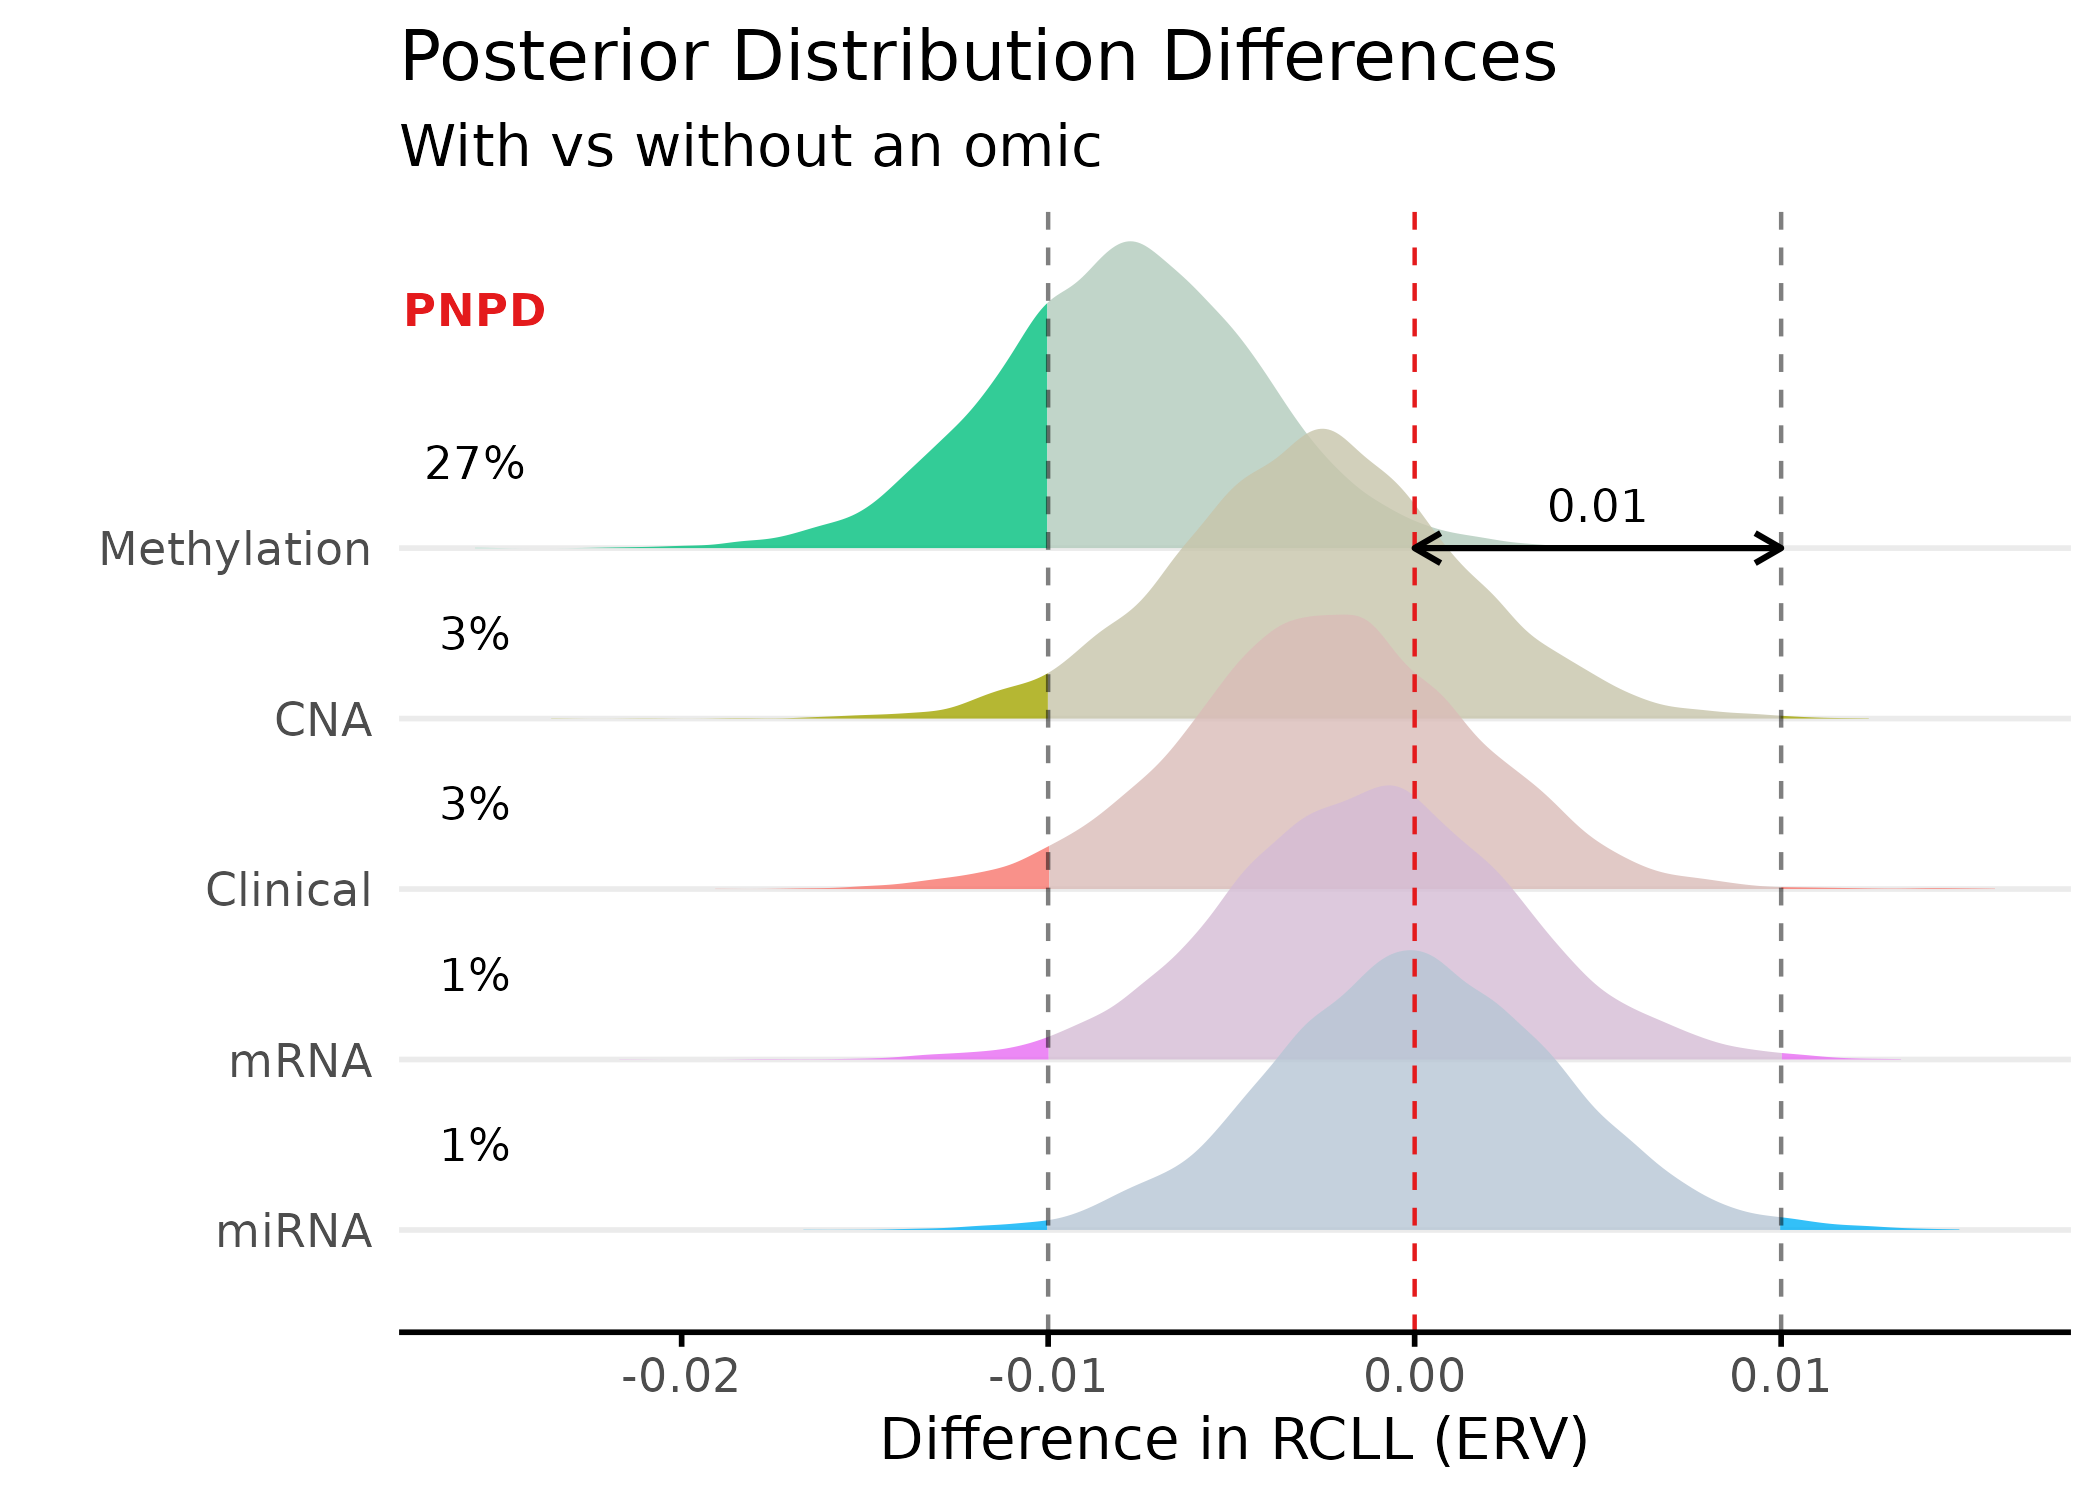 Posterior Distribution Differences
With vs without an omic
PNPD
27%
0.01
Methylation
3%
CNA
3%
Clinical
1%
mRNA
1%
miRNA
-0.02 -0.01 0.00 0.01
Difference in RCLL (ERV)